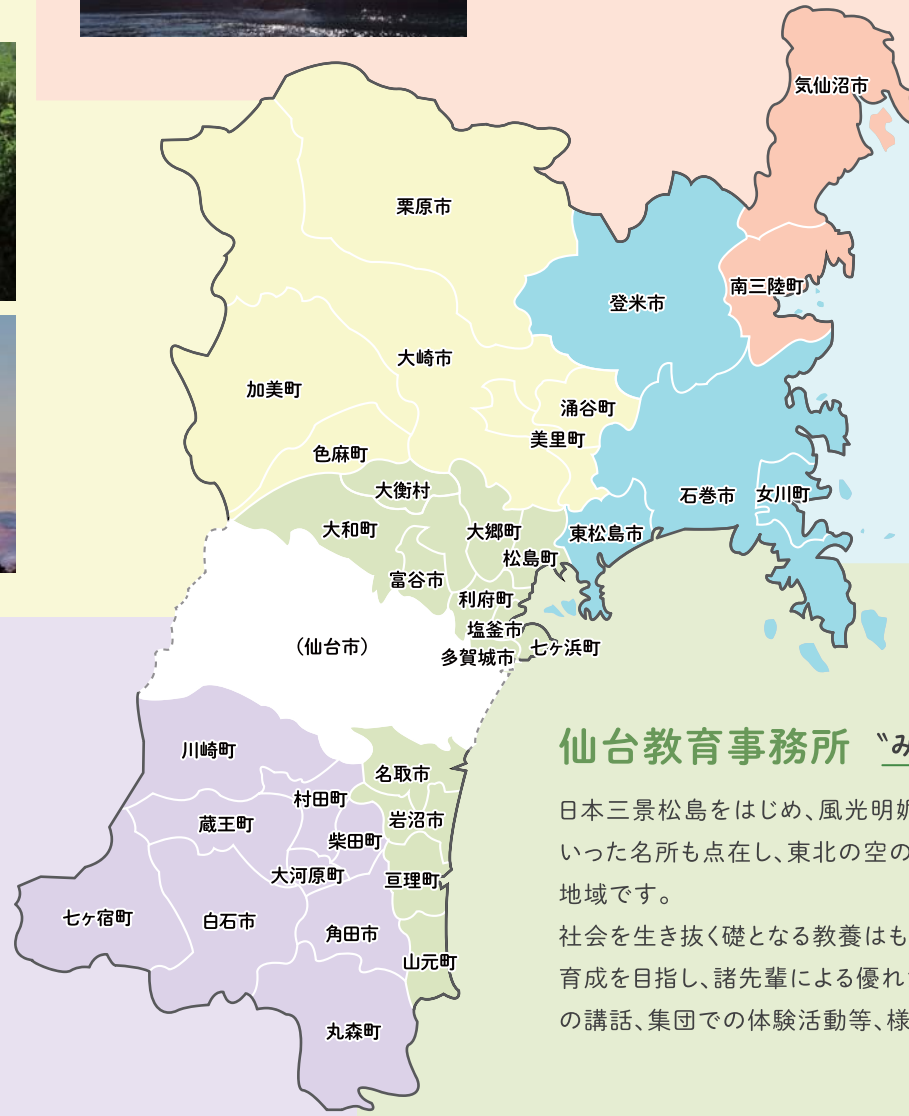 気仙沼市
栗原市
南三陸町
登米市
大崎市
加美町
涌谷町
美里町
色麻町
大衡村
石巻市
女川町
大和町
大郷町
東松島市
松島町
富谷市
利府町
塩釜市
（仙台市）
多賀城市
七ヶ浜町
川崎町
名取市
村田町
岩沼市
蔵王町
柴田町
大河原町
亘理町
七ヶ宿町
白石市
角田市
山元町
丸森町
仙台教育事務所 〝み
日本三景松島をはじめ、風光明
いった名所も点在し、東北の空の
地域です。
社会を生き抜く礎となる教養はも
育成を目指し、諸先輩による優れ
の講話、集団での体験活動等、様